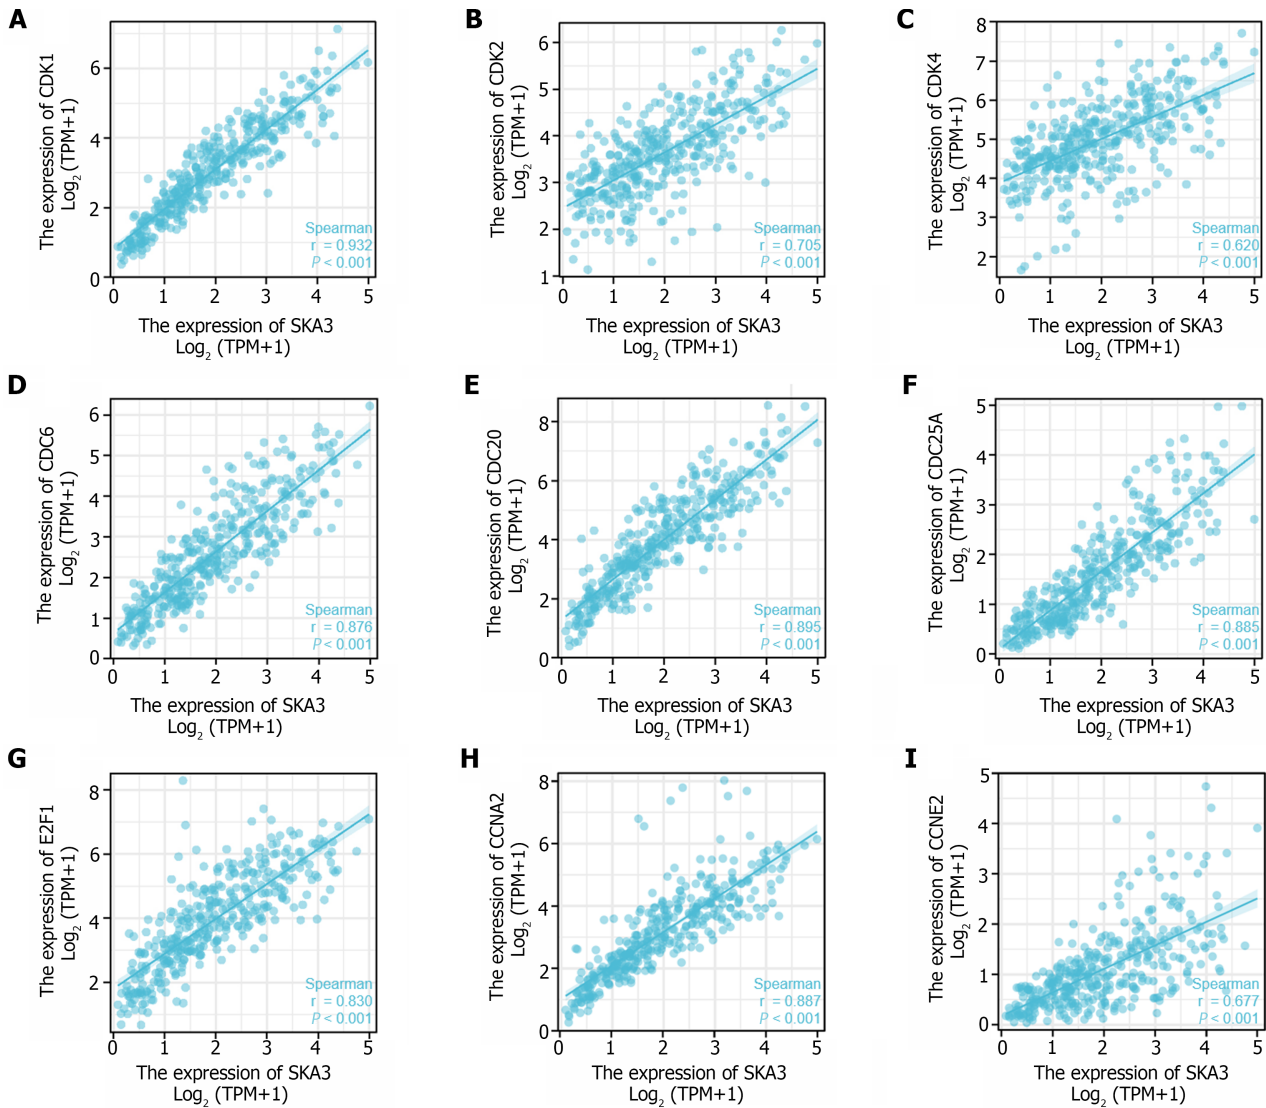 A
The expression of CDK1
Log2 (TPM+1)
6
4
2
0
Spearman
r = 0.932
P < 0.001
0 1 2 3 4 5
The expression of SKA3
Log2 (TPM+1)
B
The expression of CDK2
Log2 (TPM+1)
6
5
4
3
2
1
Spearman
r = 0.705
P < 0.001
0 1 2 3 4 5
The expression of SKA3
Log2 (TPM+1)
C
The expression of CDK4
Log2 (TPM+1)
8
7
6
5
4
3
2
Spearman
r = 0.620
P < 0.001
0 1 2 3 4 5
The expression of SKA3
Log2 (TPM+1)
D
The expression of CDC6
Log2 (TPM+1)
6
5
4
3
2
1
0
Spearman
r = 0.876
P < 0.001
0 1 2 3 4 5
The expression of SKA3
Log2 (TPM+1)
E
The expression of CDC20
Log2 (TPM+1)
8
6
4
2
0
Spearman
r = 0.895
P < 0.001
0 1 2 3 4 5
The expression of SKA3
Log2 (TPM+1)
F
The expression of CDC25A
Log2 (TPM+1)
5
4
3
2
1
0
Spearman
r = 0.885
P < 0.001
0 1 2 3 4 5
The expression of SKA3
Log2 (TPM+1)
G
The expression of E2F1
Log2 (TPM+1)
8
6
4
2
Spearman
r = 0.830
P < 0.001
0 1 2 3 4 5
The expression of SKA3
Log2 (TPM+1)
H
The expression of CCNA2
Log2 (TPM+1)
8
6
4
2
0
Spearman
r = 0.887
P < 0.001
0 1 2 3 4 5
The expression of SKA3
Log2 (TPM+1)
I
The expression of CCNE2
Log2 (TPM+1)
5
4
3
2
1
0
Spearman
r = 0.677
P < 0.001
0 1 2 3 4 5
The expression of SKA3
Log2 (TPM+1)